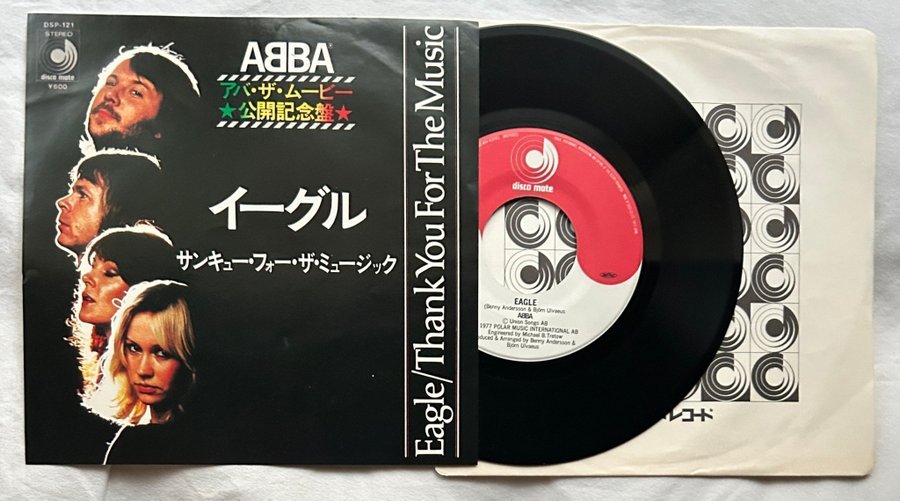 DSP-121
STEREO
disco mate
¥600
ABBA
アバ・ザ・ムービー
★公開記念盤★
イーグル
サンキュー・フォー・ザ・ミュージック
Eagle/Thank You For The Music
disco mate
EAGLE
(Benny Andersson & Björn Ulvaeus)
ABBA
© Union Songs AB
1977 POLAR MUSIC INTERNATIONAL AB
Engineered by Michael B. Tretow
oduced & Arranged by Benny Andersson &
Björn Ulvaeus
レコード